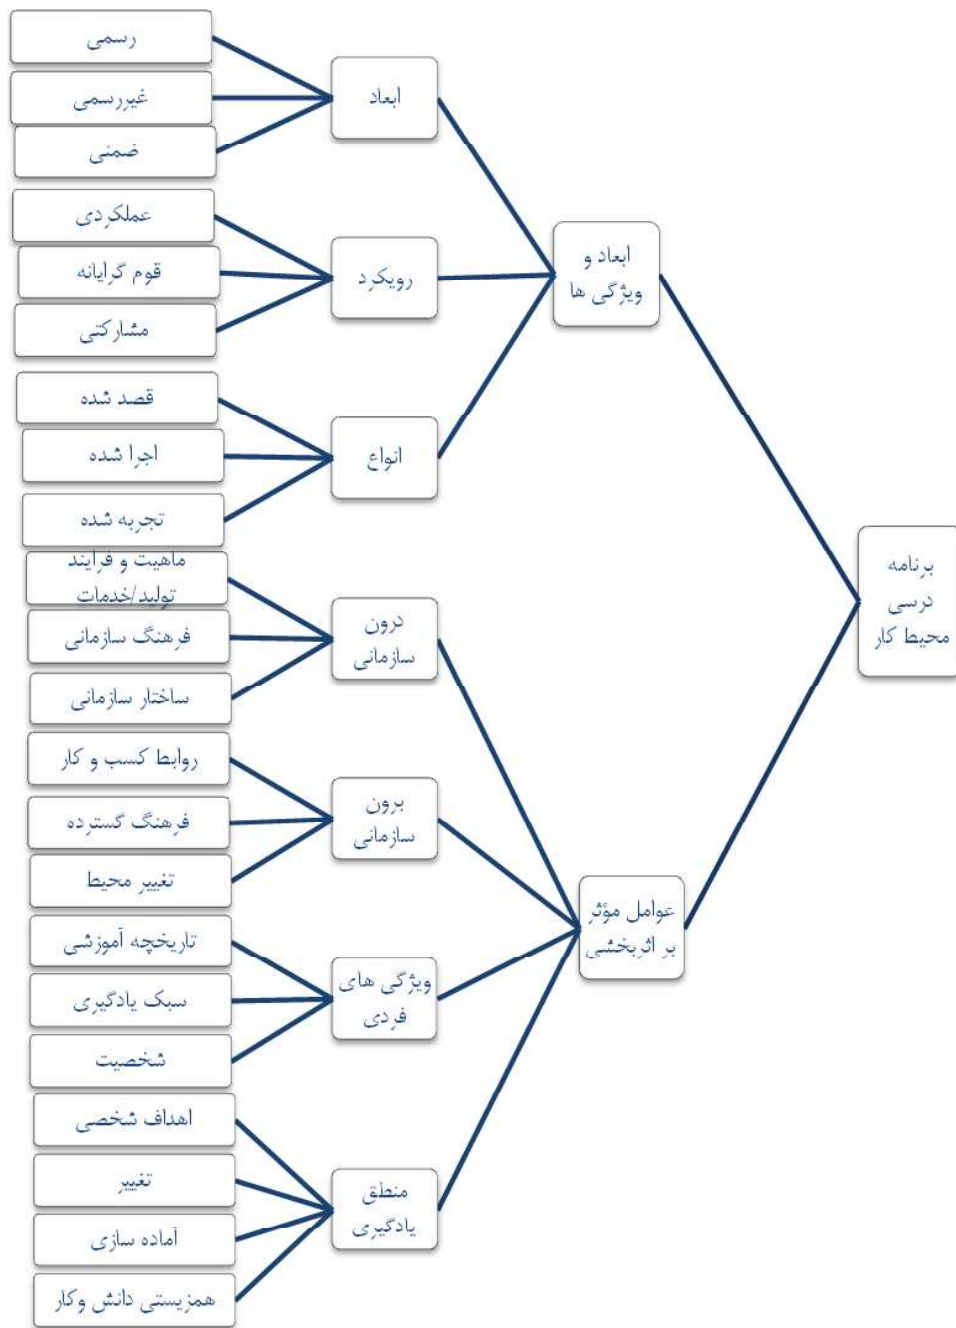 رسمی
ابعاد
غیررسمی
ضمنی
عملکردی
ابعاد و
ویژگی ها
رویکرد
قوم گرایانه
مشارکتی
قصد شده
انواع
اجرا شده
تجربه شده
برنامه
درسی
محیط کار
ماهیت و فرایند
تولید/خدمات
درون
سازمانی
فرهنگ سازمانی
ساختار سازمانی
روابط کسب و کار
برون
سازمانی
فرهنگ گسترده
تغییر محیط
عوامل مؤثر
بر اثربخشی
تاریخچه آموزشی
ویژگی های
فردی
سبک یادگیری
شخصیت
اهداف شخصی
منطق
یادگیری
تغییر
آماده سازی
همزیستی دانش وکار